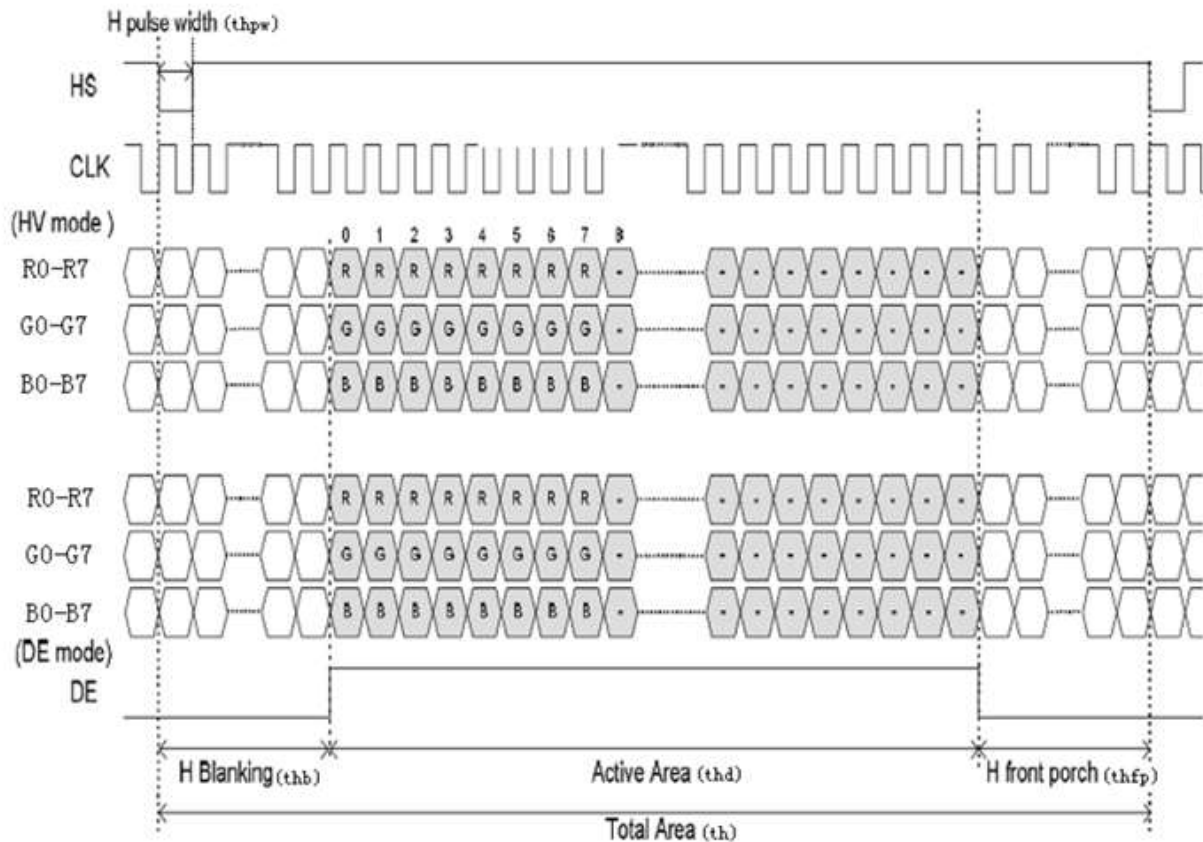 H pulse width (thpw)
HS
CLK
(HV mode )
0 1 2 3 4 5 6 7 8
R0-R7 R R R R R R R R - - - - - - - - -
G0-G7 G G G G G G G G - - - - - - - - -
B0-B7 B B B B B B B B - - - - - - - - -
R0-R7 R R R R R R R R - - - - - - - - -
G0-G7 G G G G G G G G - - - - - - - - -
B0-B7 B B B B B B B B - - - - - - - - -
(DE mode)
DE
H Blanking (thb) Active Area (thd) H front porch (thfp)
Total Area (th)